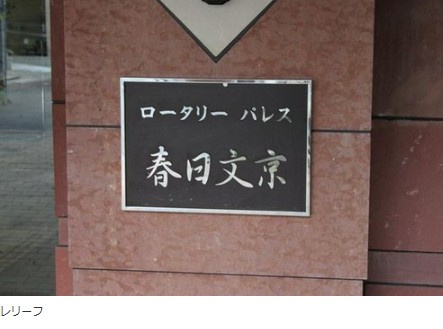 ロータリー パレス
春日文京
レリーフ